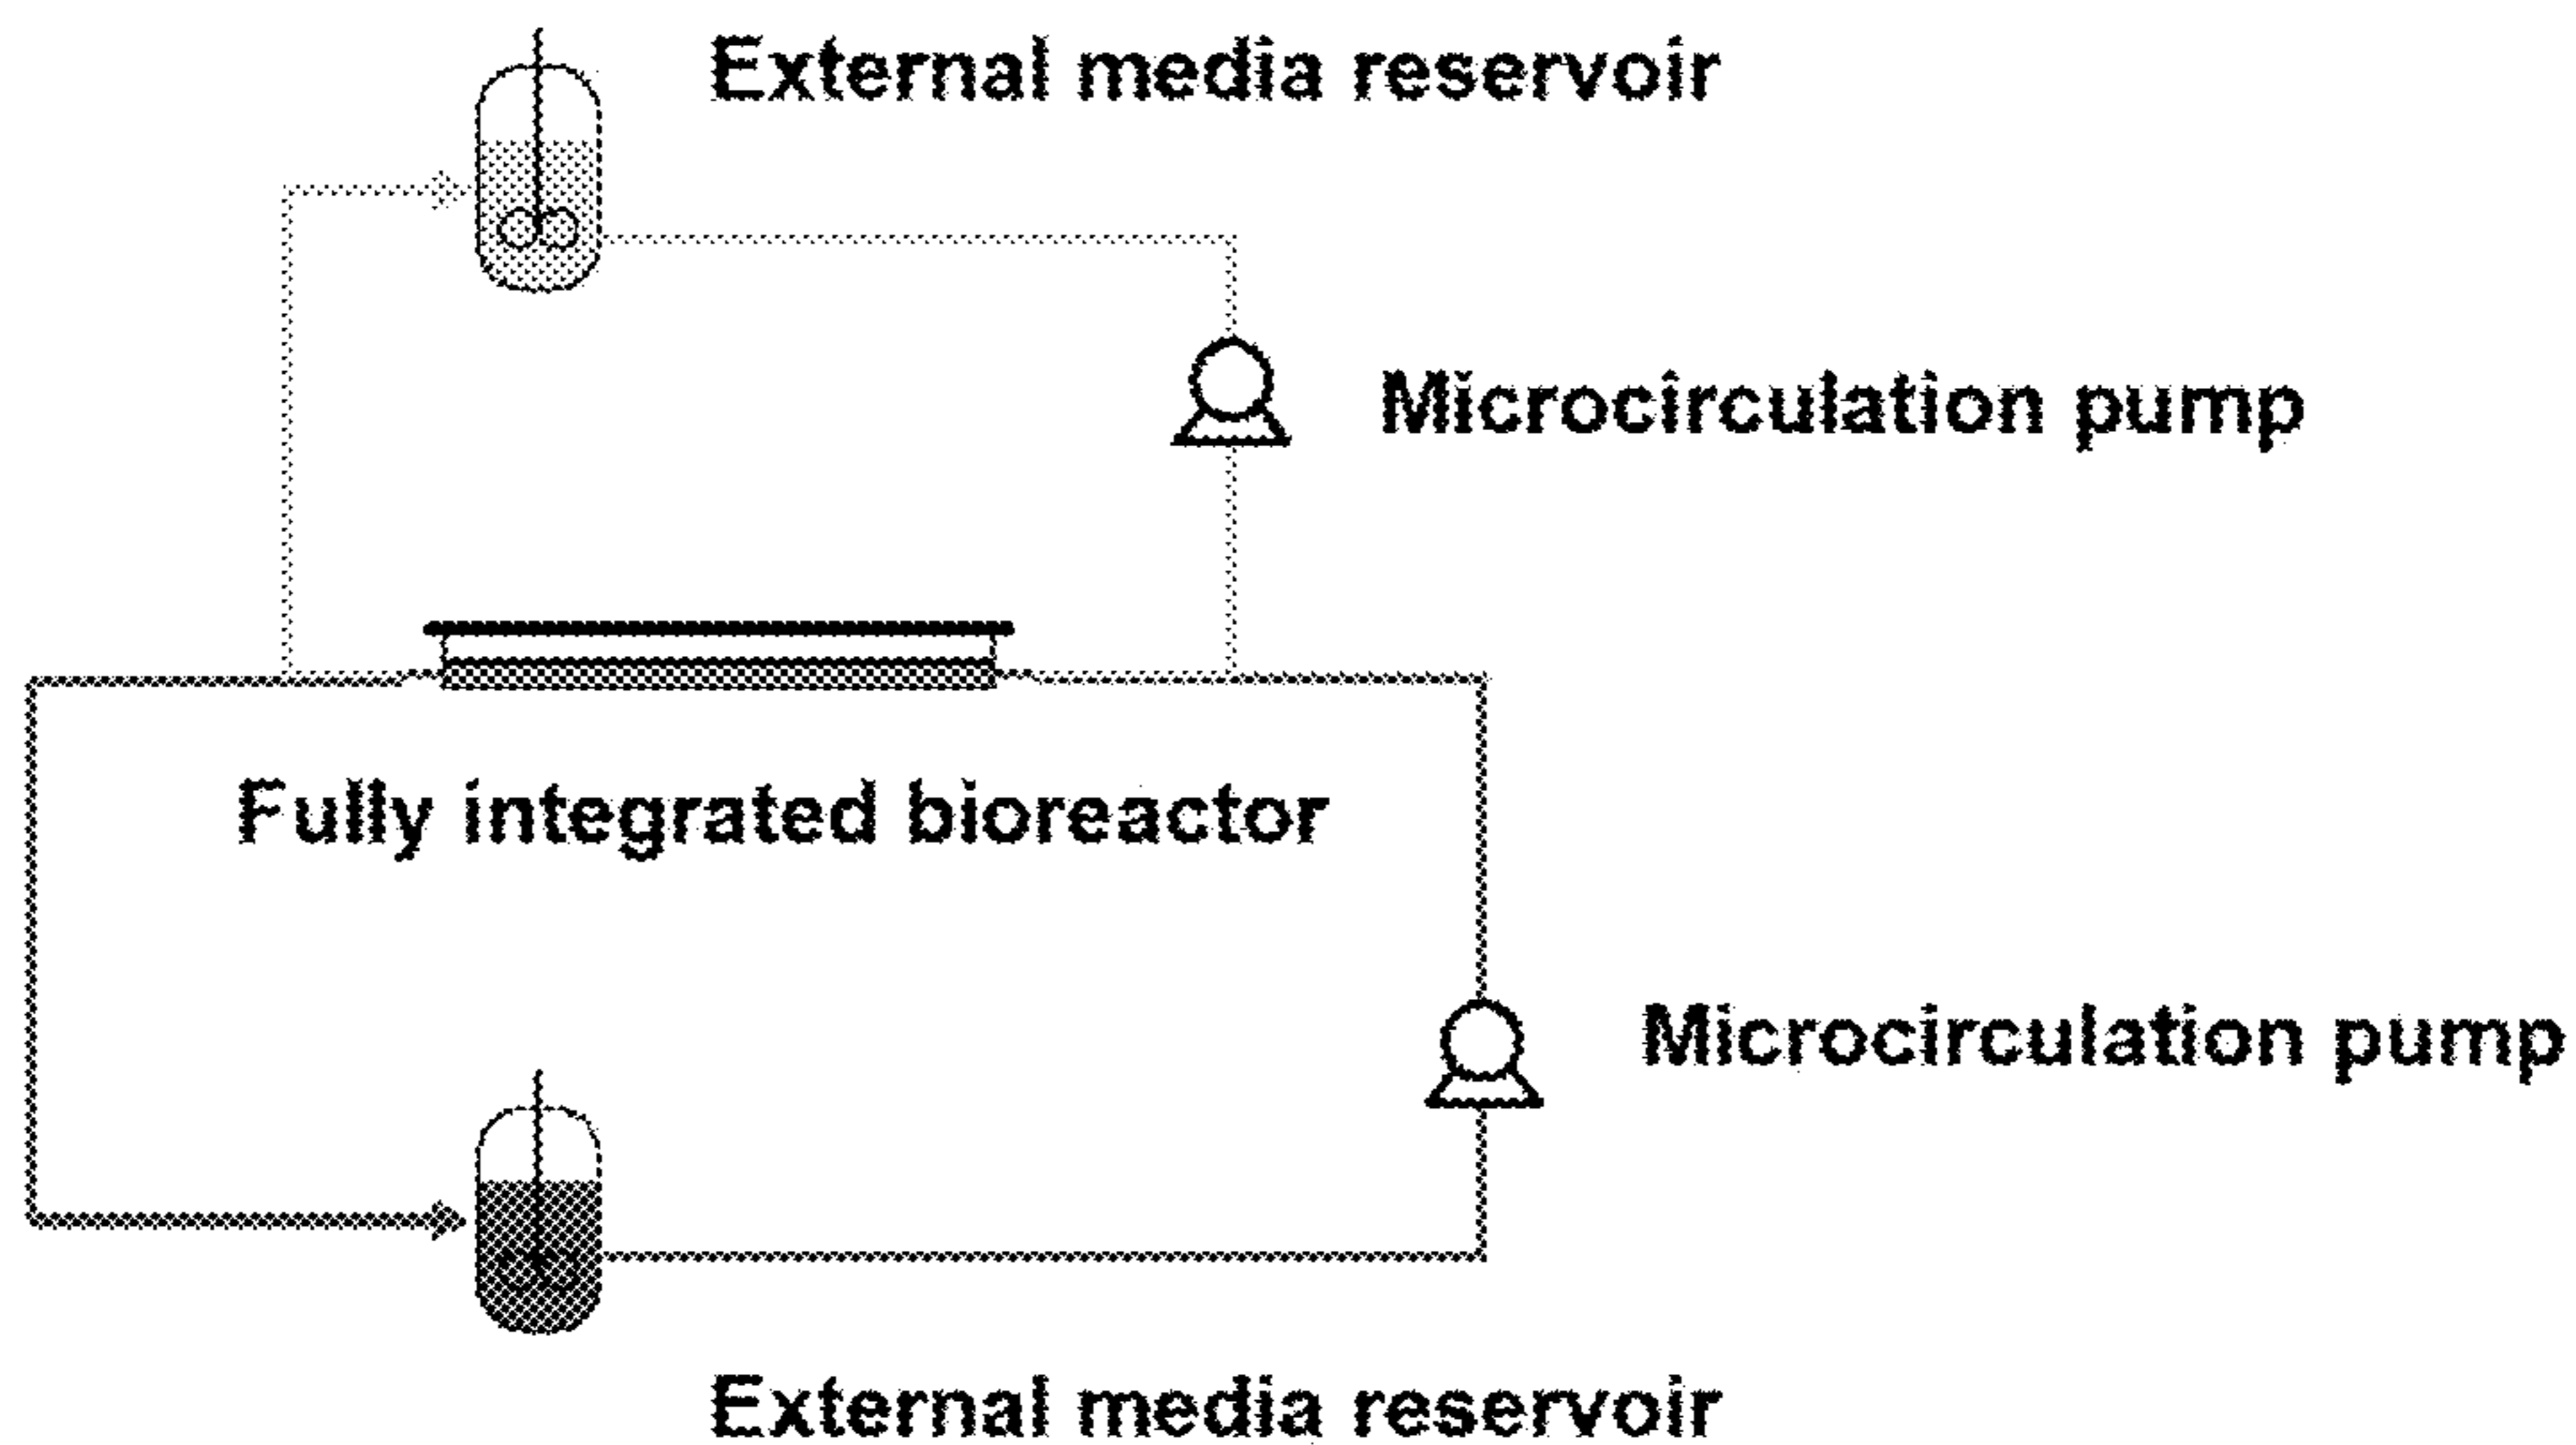 External media reservoir
Microcirculation pump
Fully integrated bioreactor
Microcirculation pump
External media reservoir